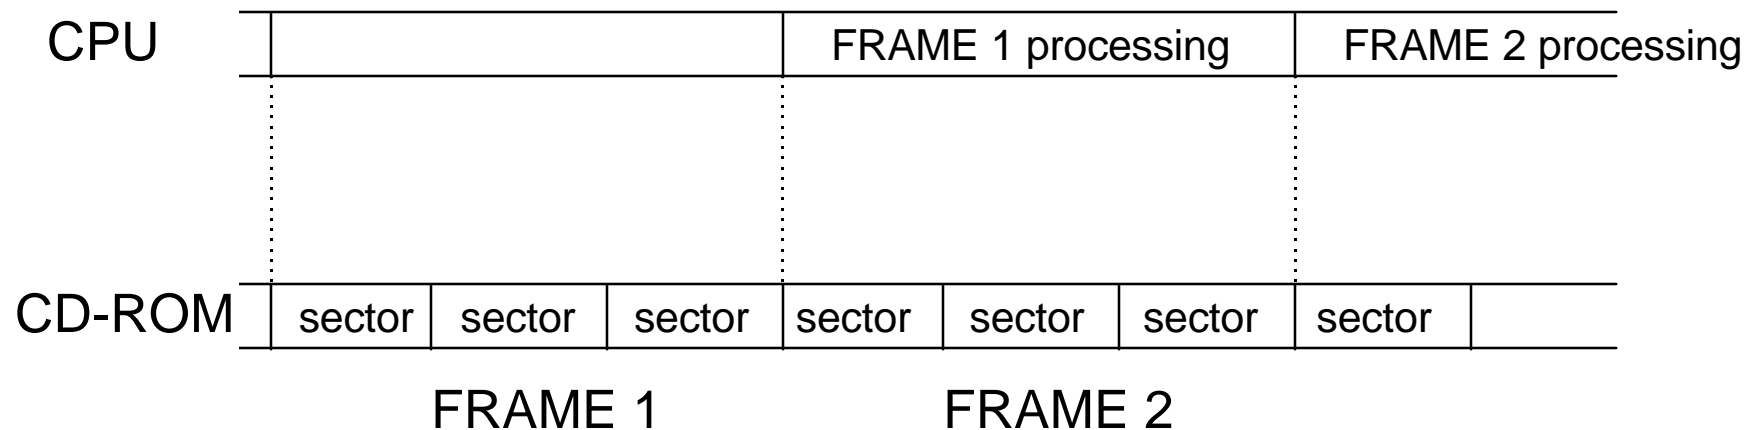 CPU FRAME 1 processing FRAME 2 processing
CD-ROM sector sector sector sector sector sector sector
FRAME 1 FRAME 2